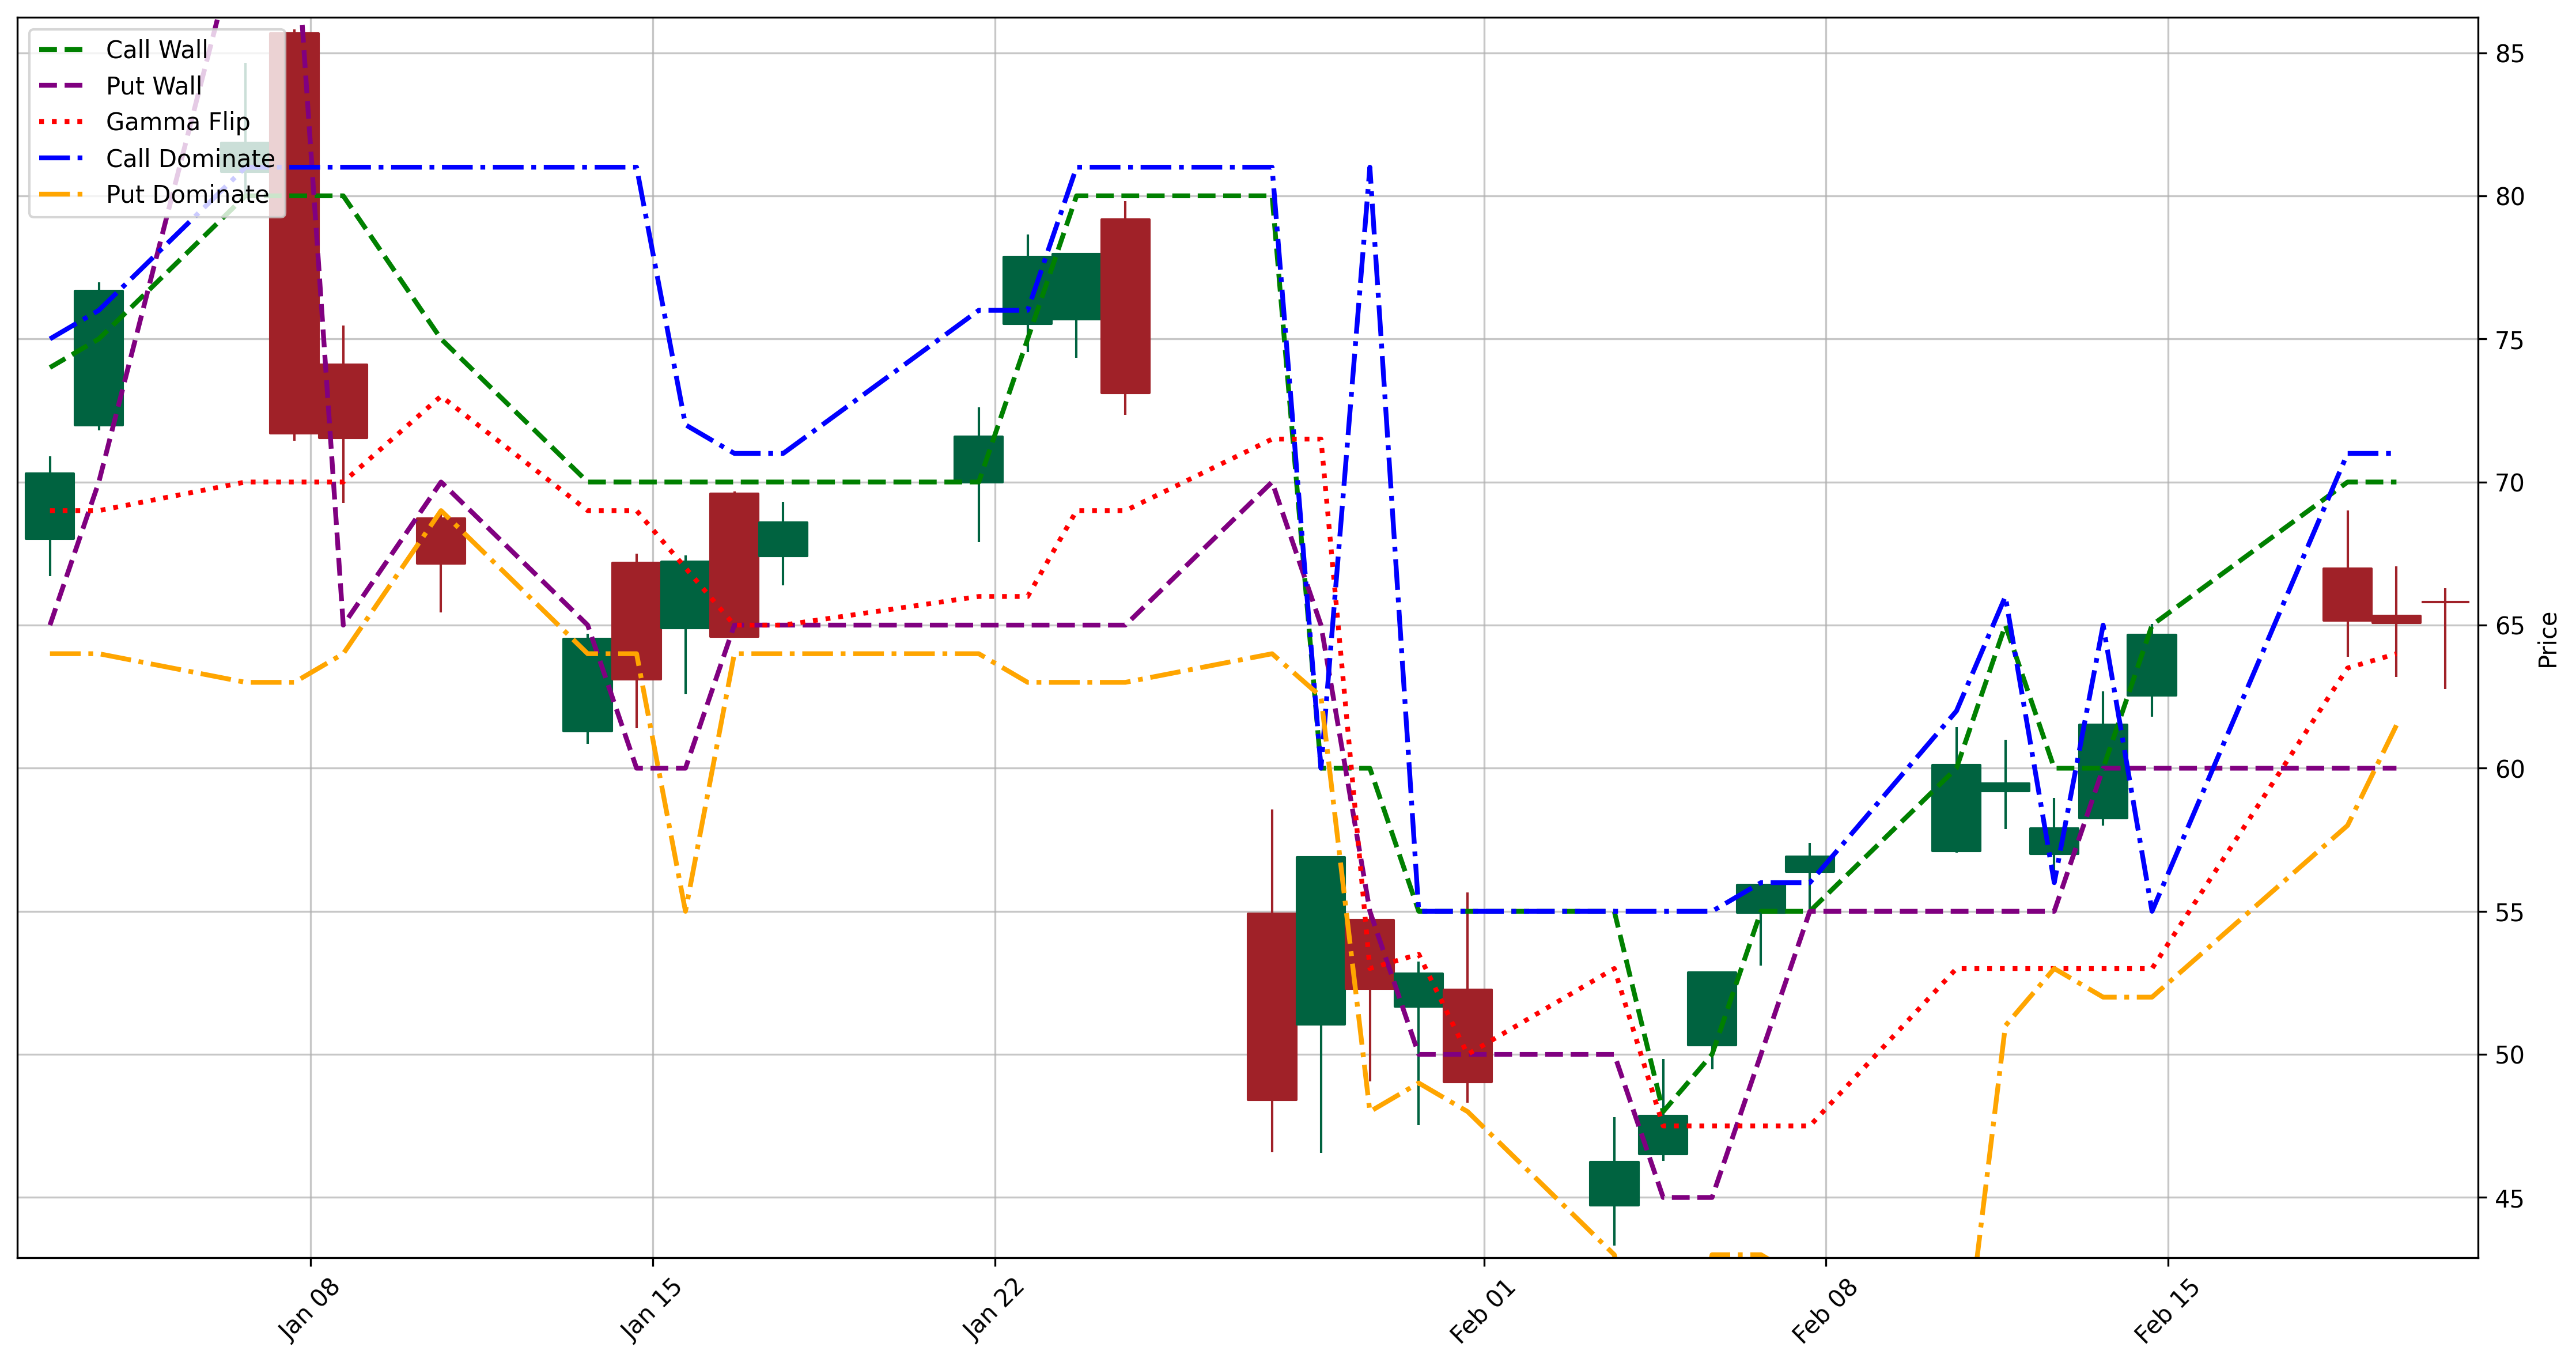 Call Wall
Put Wall
Gamma Flip
Call Dominate
Put Dominate
85
80
75
70
65
60
55
50
45
Price
Jan 08
Jan 15
Jan 22
Feb 01
Feb 08
Feb 15